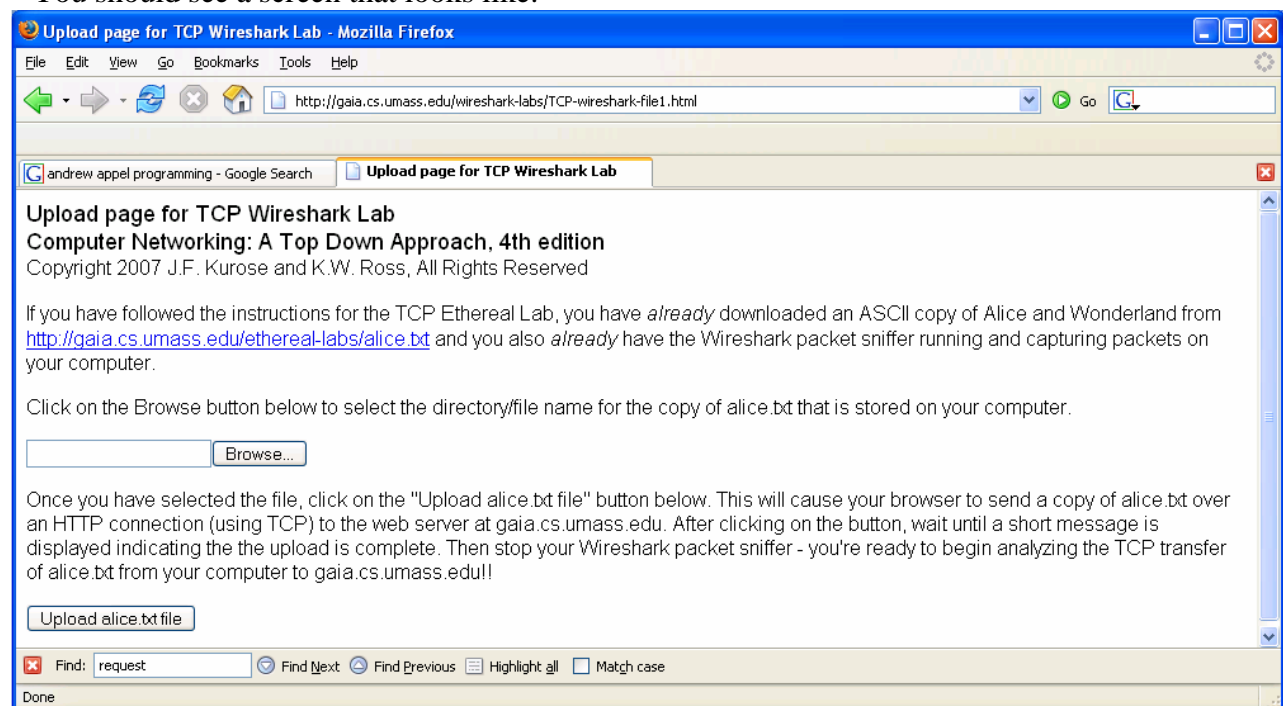 You should see a screen that looks like:
Upload page for TCP Wireshark Lab - Mozilla Firefox
File Edit View Go Bookmarks Tools Help
http://gaia.cs.umass.edu/wireshark-labs/TCP-wireshark-file1.html Go G
G andrew appel programming - Google Search Upload page for TCP Wireshark Lab
Upload page for TCP Wireshark Lab
Computer Networking: A Top Down Approach, 4th edition
Copyright 2007 J.F. Kurose and K.W. Ross, All Rights Reserved
If you have followed the instructions for the TCP Ethereal Lab, you have already downloaded an ASCII copy of Alice and Wonderland from
http://gaia.cs.umass.edu/ethereal-labs/alice.txt and you also already have the Wireshark packet sniffer running and capturing packets on
your computer.
Click on the Browse button below to select the directory/file name for the copy of alice.txt that is stored on your computer.
Browse...
Once you have selected the file, click on the "Upload alice.txt file" button below. This will cause your browser to send a copy of alice.txt over
an HTTP connection (using TCP) to the web server at gaia.cs.umass.edu. After clicking on the button, wait until a short message is
displayed indicating the the upload is complete. Then stop your Wireshark packet sniffer - you're ready to begin analyzing the TCP transfer
of alice.txt from your computer to gaia.cs.umass.edu!!
Upload alice.txt file
Find: request Find Next Find Previous Highlight all Match case
Done